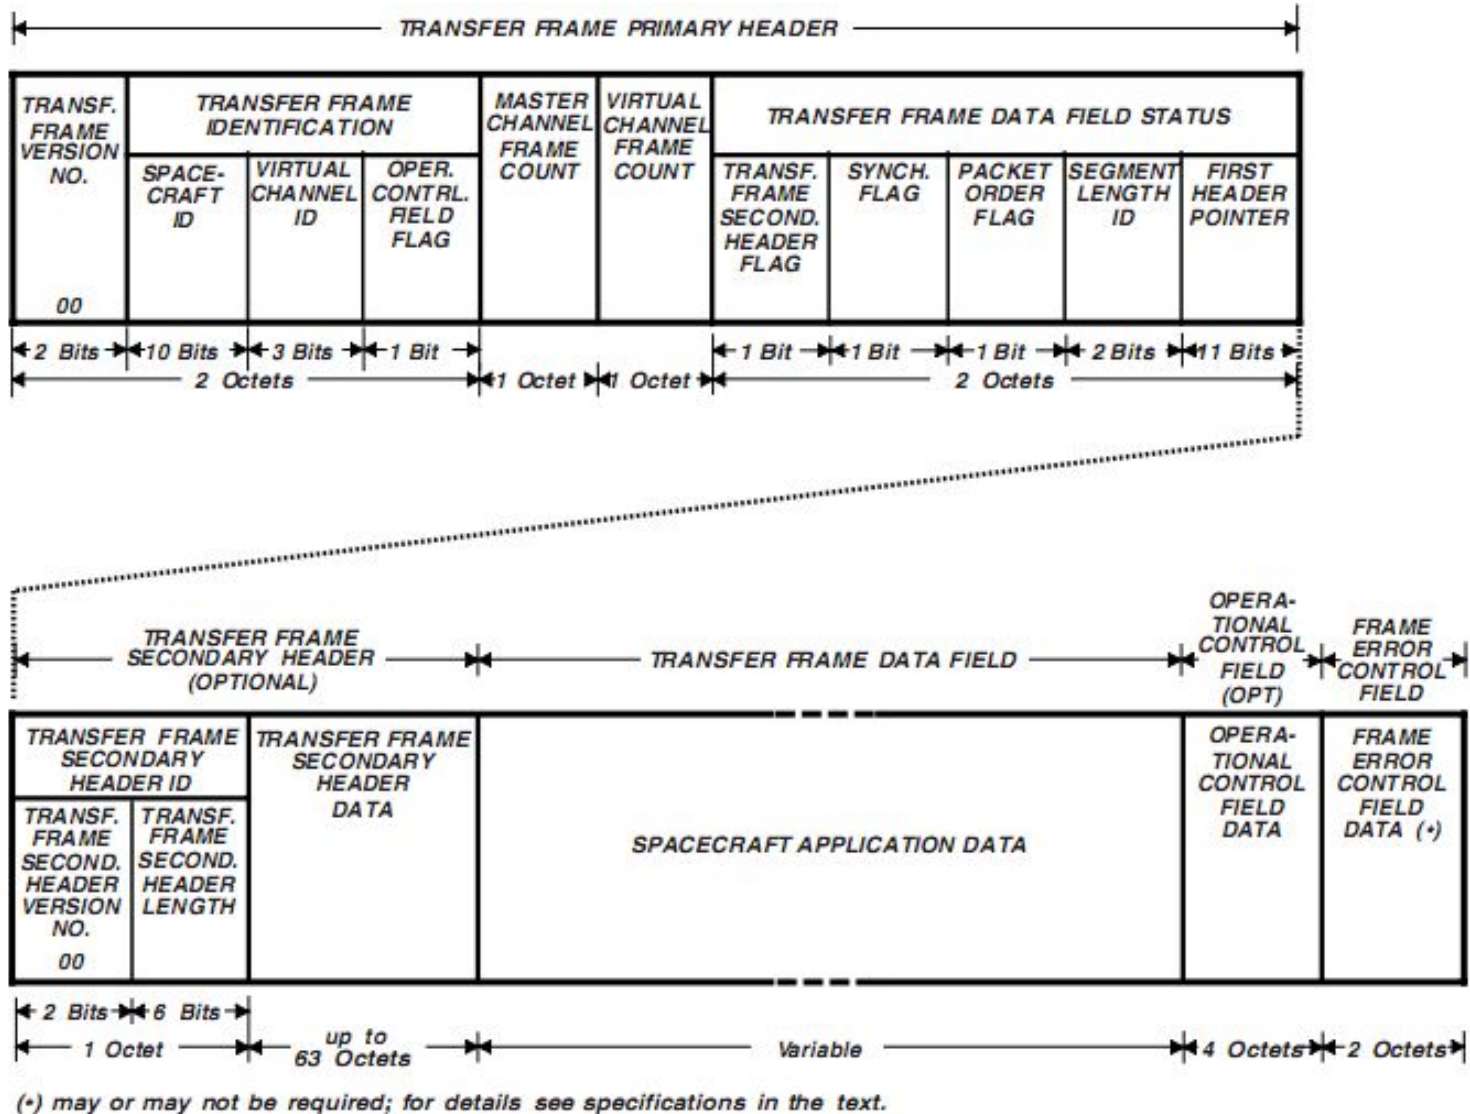 TRANSFER FRAME PRIMARY HEADER
TRANSF.
FRAME
VERSION
NO.
00
TRANSFER FRAME
IDENTIFICATION
SPACE-
CRAFT
ID
VIRTUAL
CHANNEL
ID
OPER.
CONTRL.
FIELD
FLAG
MASTER
CHANNEL
FRAME
COUNT
VIRTUAL
CHANNEL
FRAME
COUNT
TRANSFER FRAME DATA FIELD STATUS
TRANSF.
FRAME
SECOND.
HEADER
FLAG
SYNCH.
FLAG
PACKET
ORDER
FLAG
SEGMENT
LENGTH
ID
FIRST
HEADER
POINTER
2 Bits
10 Bits
3 Bits
1 Bit
1 Bit
1 Bit
1 Bit
2 Bits
11 Bits
2 Octets
1 Octet
1 Octet
2 Octets
TRANSFER FRAME
SECONDARY HEADER
(OPTIONAL)
TRANSFER FRAME DATA FIELD
OPERA-
TIONAL
CONTROL
FIELD
(OPT)
FRAME
ERROR
CONTROL
FIELD
TRANSFER FRAME
SECONDARY
HEADER ID
TRANSF.
FRAME
SECOND.
HEADER
VERSION
NO.
00
TRANSF.
FRAME
SECOND.
HEADER
LENGTH
TRANSFER FRAME
SECONDARY
HEADER
DATA
SPACECRAFT APPLICATION DATA
OPERA-
TIONAL
CONTROL
FIELD
DATA
FRAME
ERROR
CONTROL
FIELD
DATA (•)
2 Bits
6 Bits
1 Octet
up to
63 Octets
Variable
4 Octets
2 Octets
(•) may or may not be required; for details see specifications in the text.